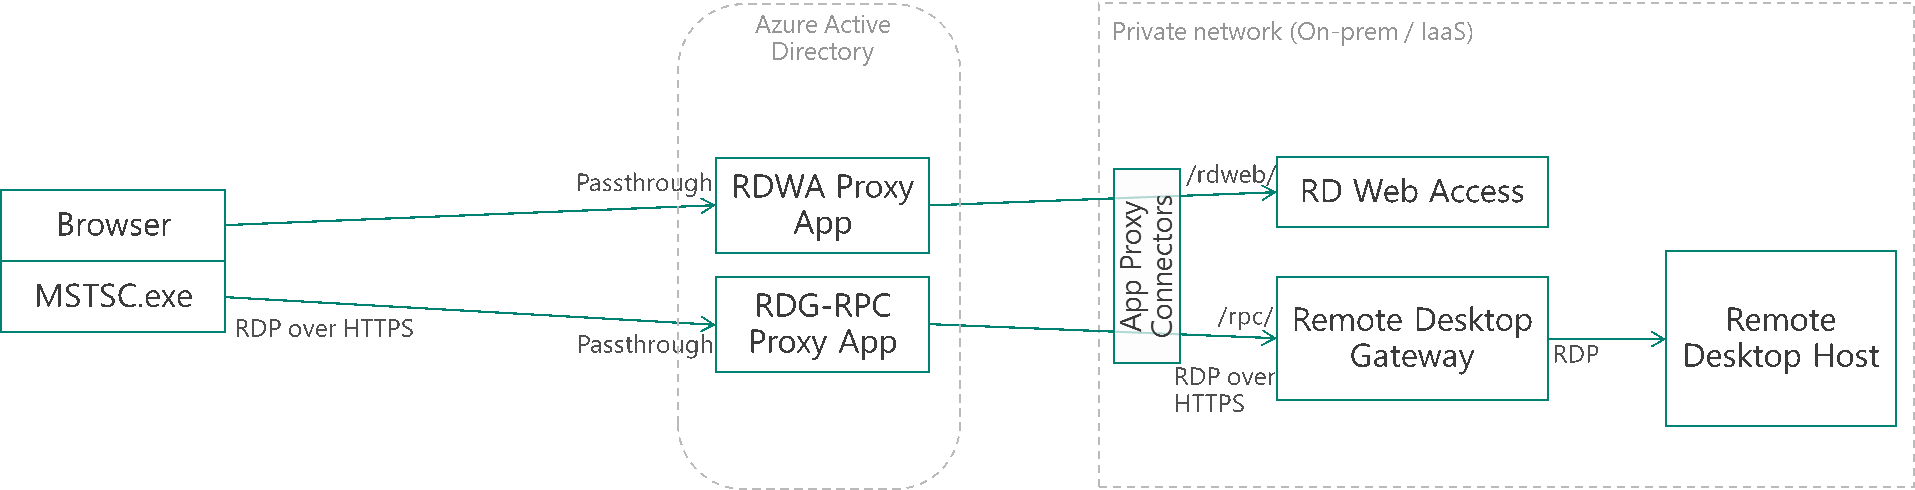 Azure Active
Directory
Private network (On-prem / IaaS)
Browser
MSTSC.exe
RDP over HTTPS
Passthrough
Passthrough
RDWA Proxy
App
RDG-RPC
Proxy App
App Proxy
Connectors
/rdweb/
/rpc/
RDP over
HTTPS
RD Web Access
Remote Desktop
Gateway
RDP
Remote
Desktop Host